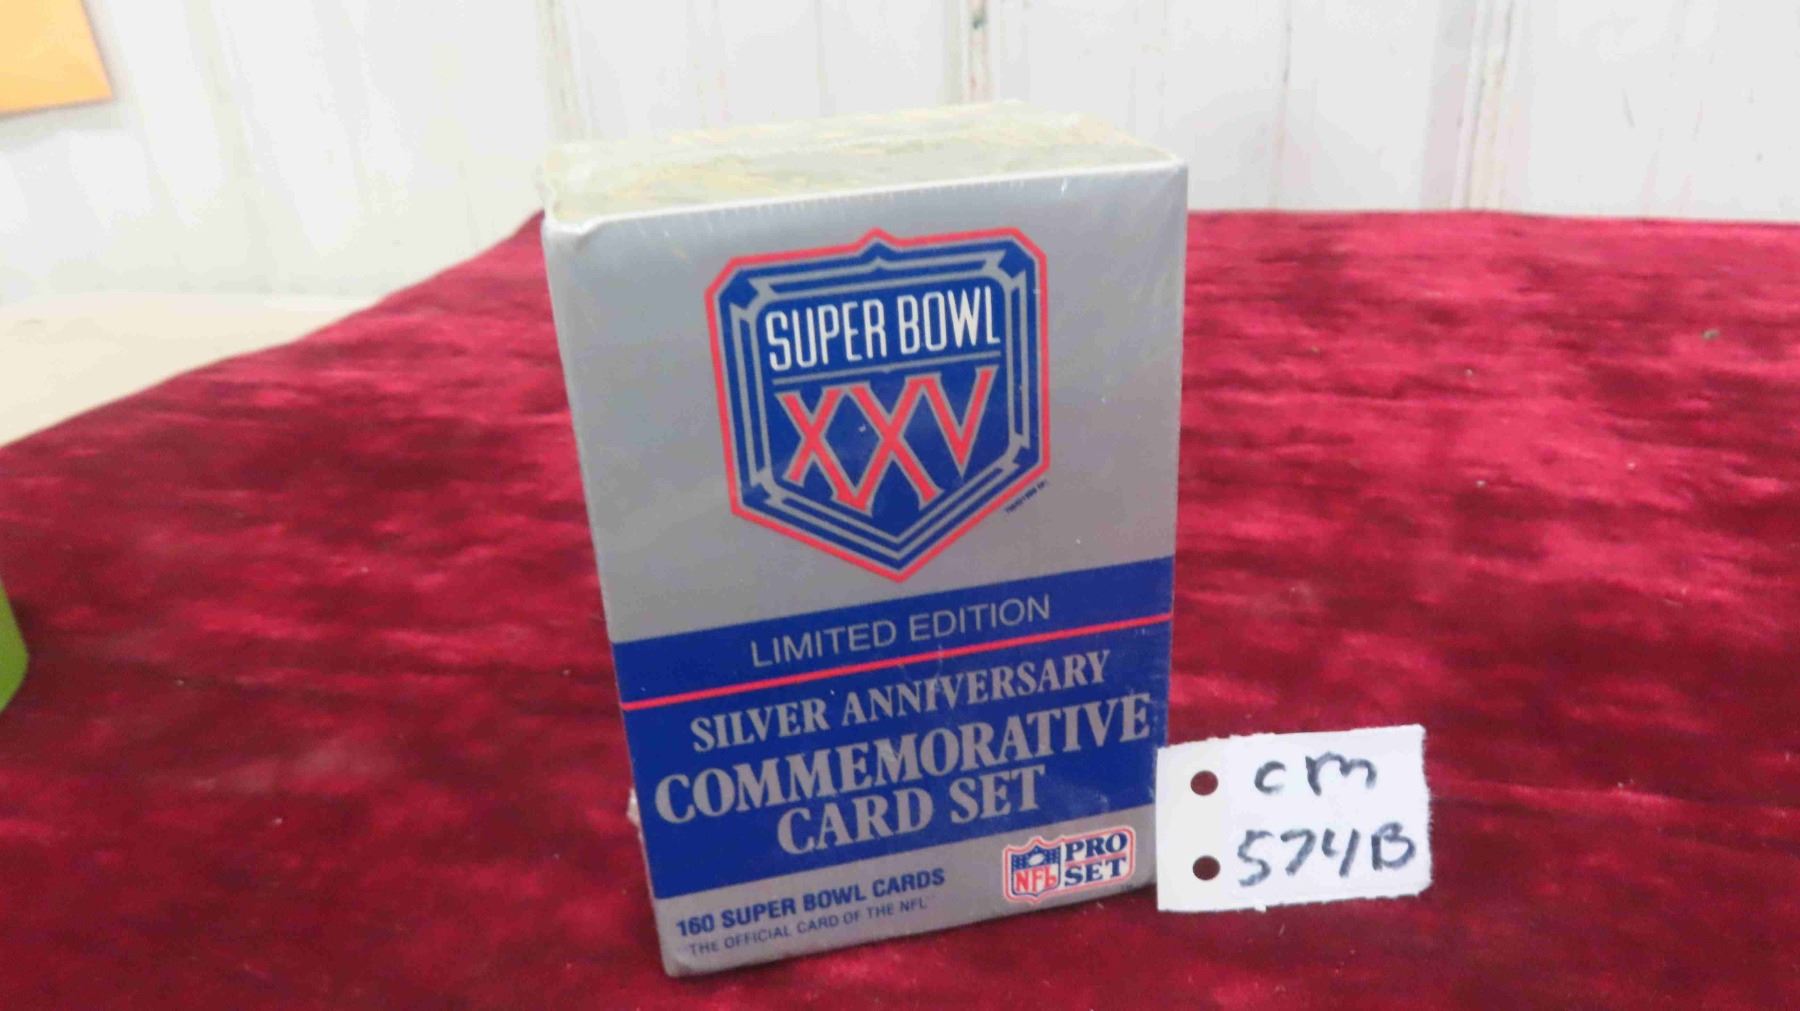 SUPER BOWL
XXV
LIMITED EDITION
SILVER ANNIVERSARY
COMMEMORATIVE
CARD SET
160 SUPER BOWL CARDS
THE OFFICIAL CARD OF THE NFL
NFL
PRO
SET
cm
574B